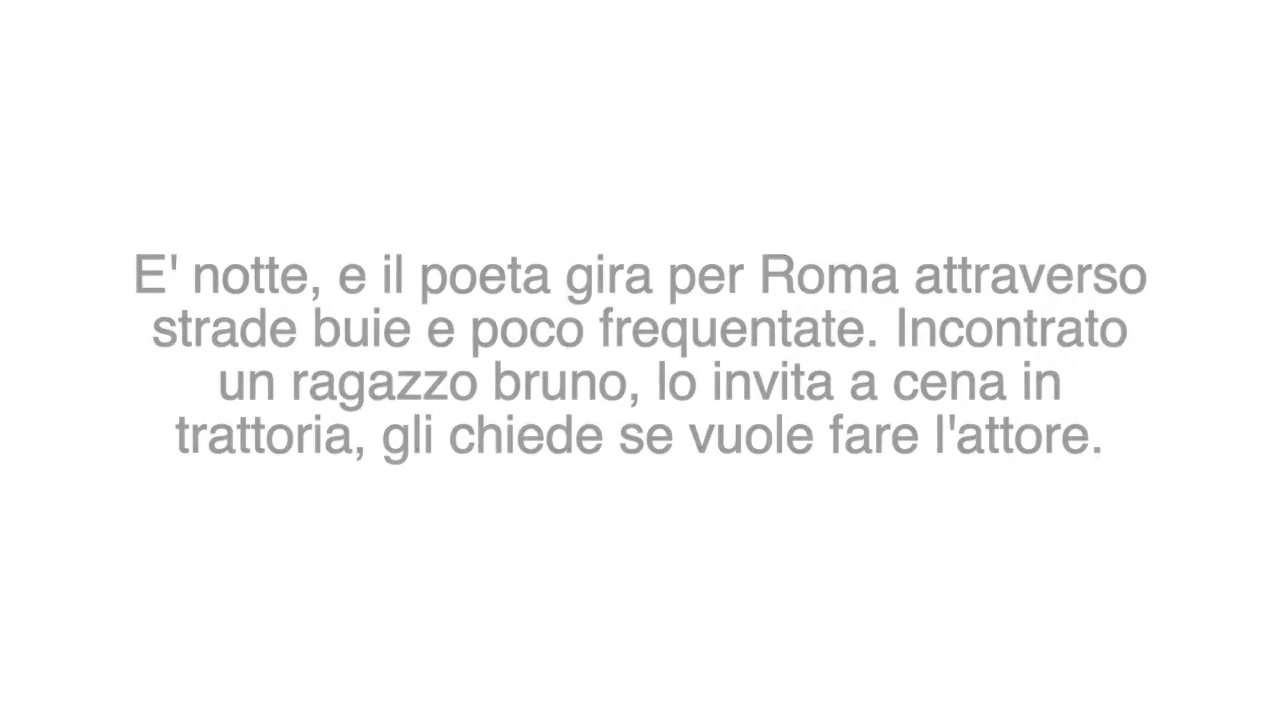 E' notte, e il poeta gira per Roma attraverso
strade buie e poco frequentate. Incontrato
un ragazzo bruno, lo invita a cena in
trattoria, gli chiede se vuole fare l'attore.